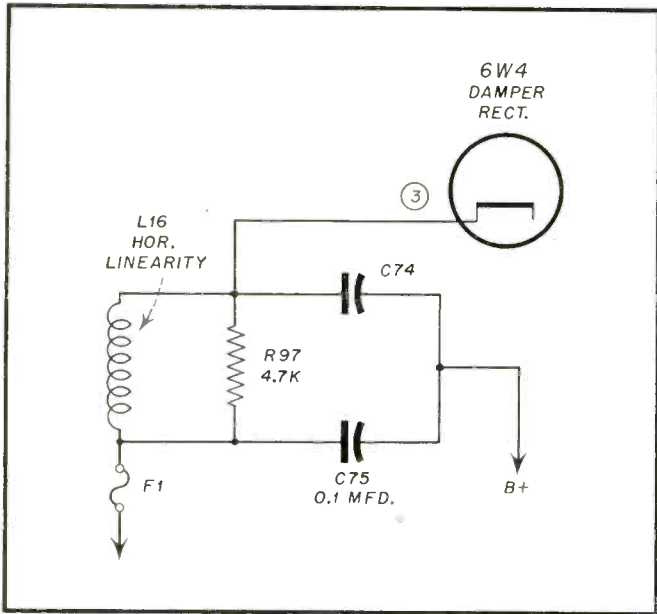 6W4
DAMPER
RECT.
3
L16
HOR.
LINEARITY
C74
R97
4.7K
C75
0.1 MFD.
F1
B+